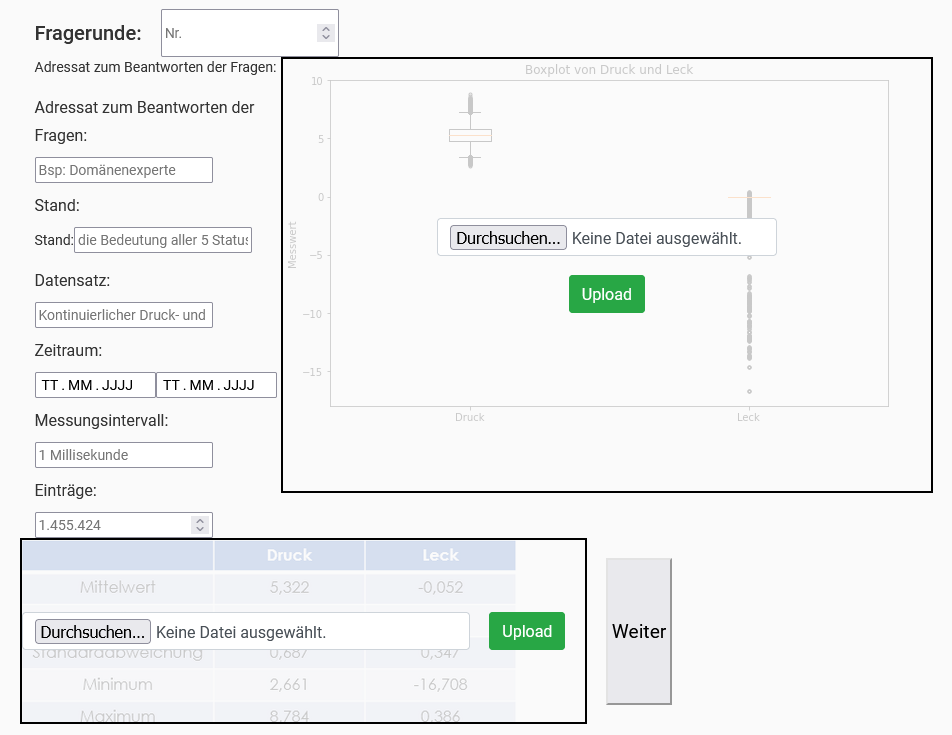 Fragerunde:
Nr.
Adressat zum Beantworten der Fragen:
Adressat zum Beantworten der
Fragen:
Bsp: Domänenexperte
Stand:
Stand: die Bedeutung aller 5 Status
Datensatz:
Kontinuierlicher Druck- und
Zeitraum:
TT . MM . JJJJ TT . MM . JJJJ
Messungsintervall:
1 Millisekunde
Einträge:
1.455.424
Boxplot von Druck und Leck
10
5
0
−5
−10
−15
Messwert
Durchsuchen... Keine Datei ausgewählt.
Upload
Druck Leck
Druck Leck
Mittelwert 5,322 -0,052
Durchsuchen... Keine Datei ausgewählt. Upload
Standardabweichung 0,687 0,347
Minimum 2,661 -16,708
Maximum 8,784 0,386
Weiter